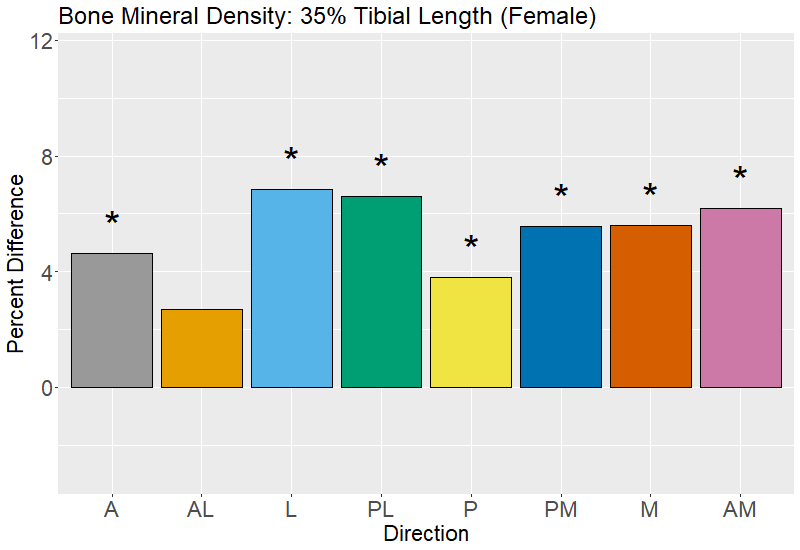 Bone Mineral Density: 35% Tibial Length (Female)
Percent Difference
12
8
4
0
* * * * * * *
A AL L PL P PM M AM
Direction